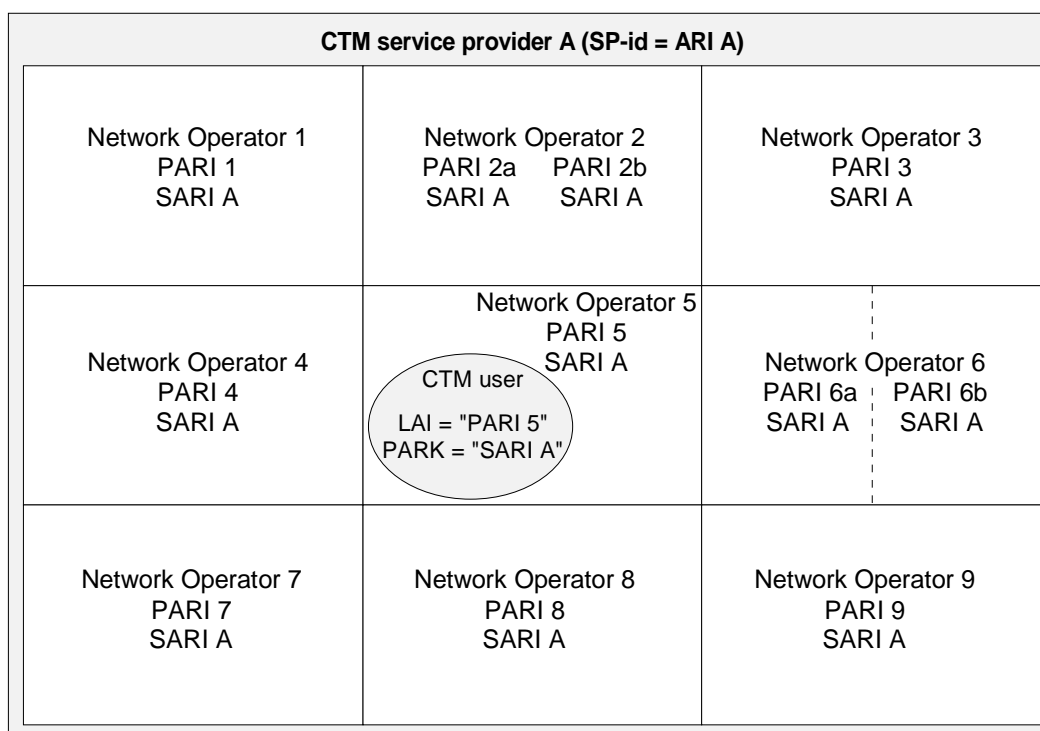 CTM service provider A (SP-id = ARI A)
Network Operator 1
PARI 1
SARI A
Network Operator 2
PARI 2a PARI 2b
SARI A SARI A
Network Operator 3
PARI 3
SARI A
Network Operator 4
PARI 4
SARI A
Network Operator 5
PARI 5
SARI A
CTM user
LAI = "PARI 5"
PARK = "SARI A"
Network Operator 6
PARI 6a PARI 6b
SARI A SARI A
Network Operator 7
PARI 7
SARI A
Network Operator 8
PARI 8
SARI A
Network Operator 9
PARI 9
SARI A